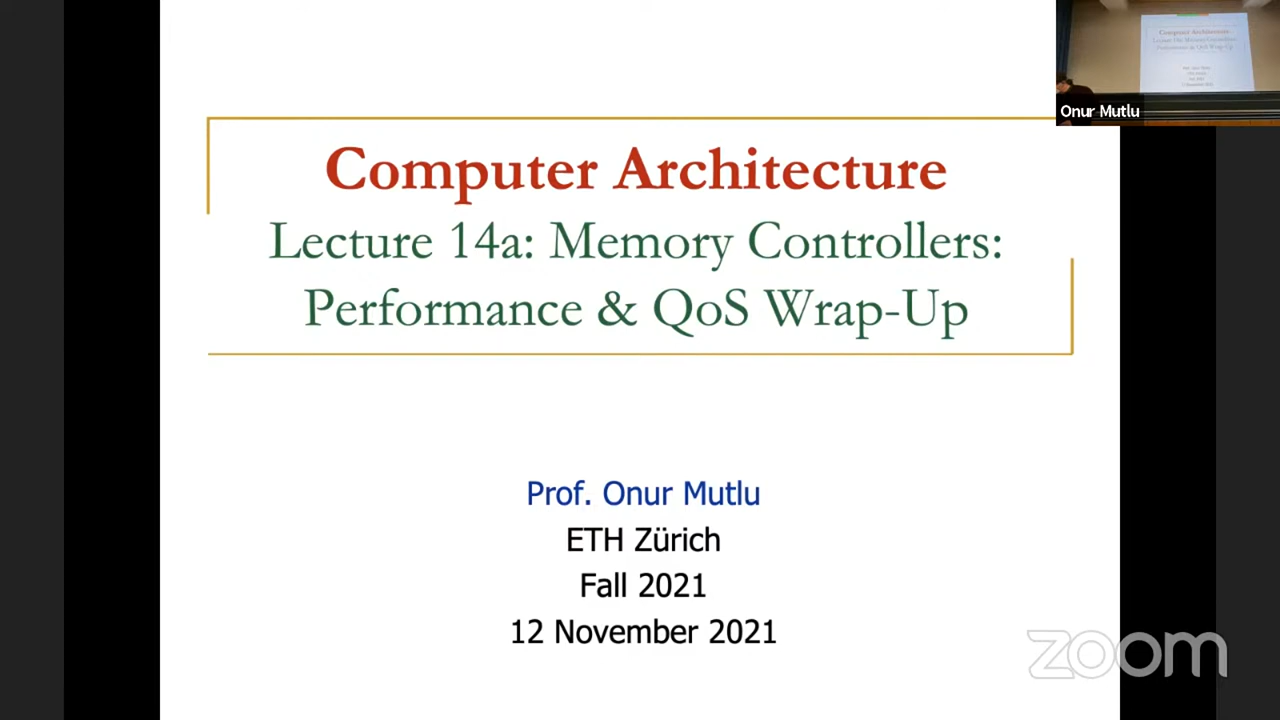 Computer Architecture
Lecture 14a: Memory Controllers:
Performance & QoS Wrap-Up
Prof. Onur Mutlu
ETH Zürich
Fall 2021
12 November 2021
Onur Mutlu
zoom